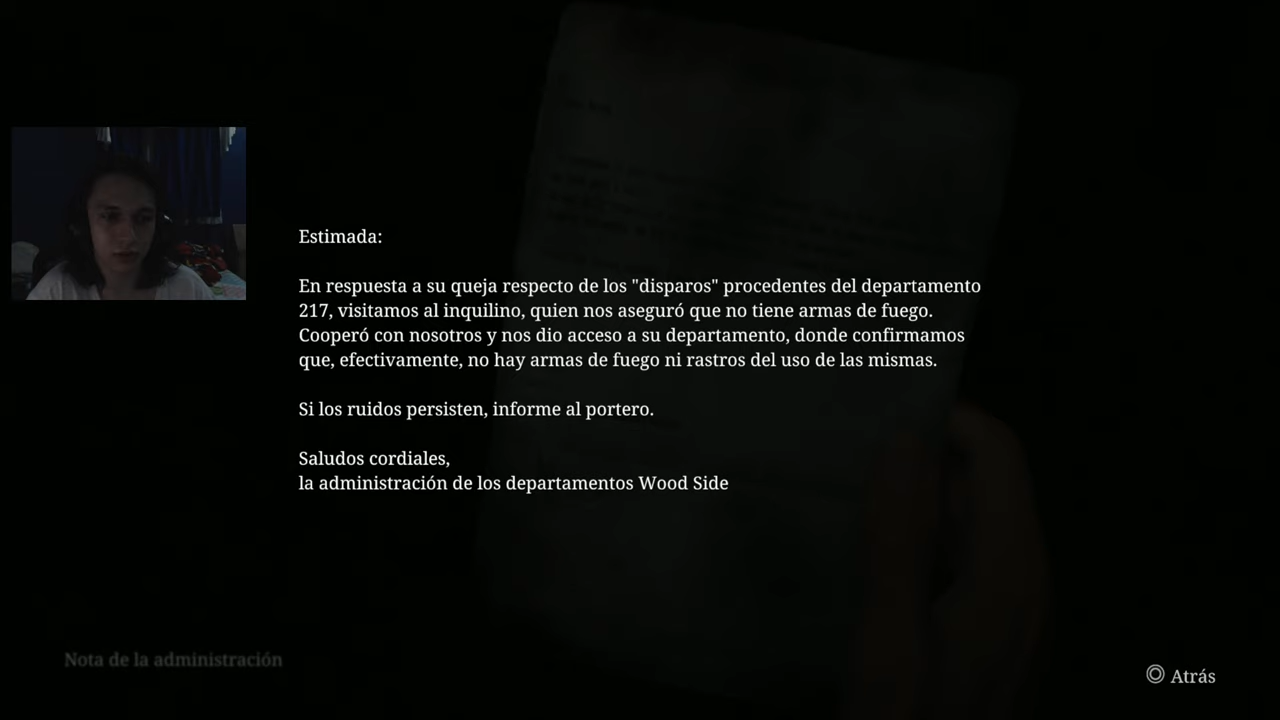 Estimada:
En respuesta a su queja respecto de los "disparos" procedentes del departamento
217, visitamos al inquilino, quien nos aseguró que no tiene armas de fuego.
Cooperó con nosotros y nos dio acceso a su departamento, donde confirmamos
que, efectivamente, no hay armas de fuego ni rastros del uso de las mismas.
Si los ruidos persisten, informe al portero.
Saludos cordiales,
la administración de los departamentos Wood Side
Nota de la administración
Atrás